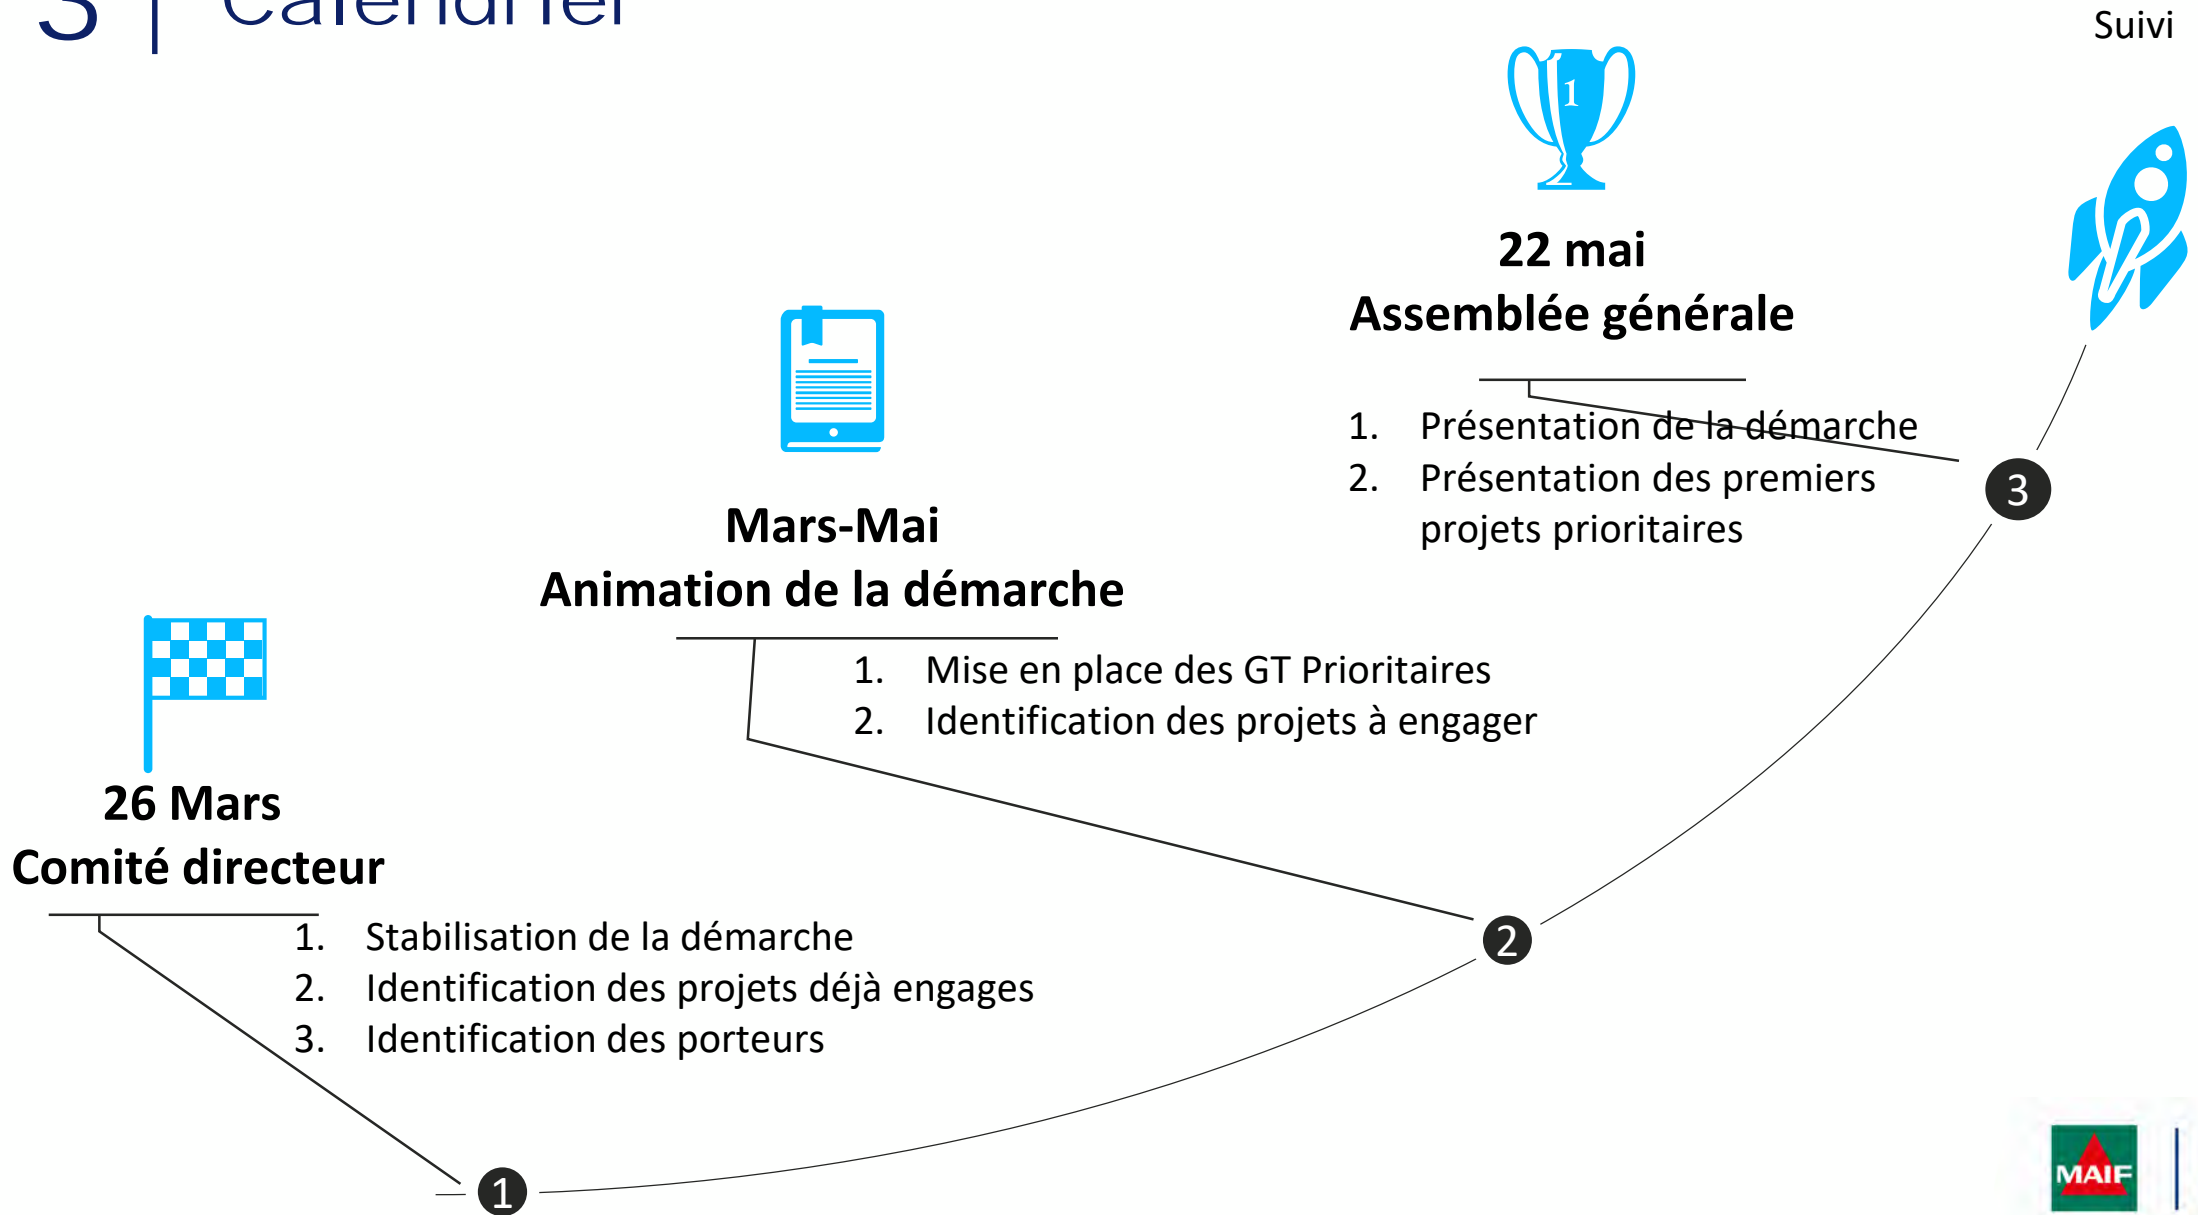 3 | Calendrier
Suivi
1
22 mai
Assemblée générale
1. Présentation de la démarche
2. Présentation des premiers
projets prioritaires
3
Mars-Mai
Animation de la démarche
1. Mise en place des GT Prioritaires
2. Identification des projets à engager
2
26 Mars
Comité directeur
1. Stabilisation de la démarche
2. Identification des projets déjà engages
3. Identification des porteurs
1
MAIF